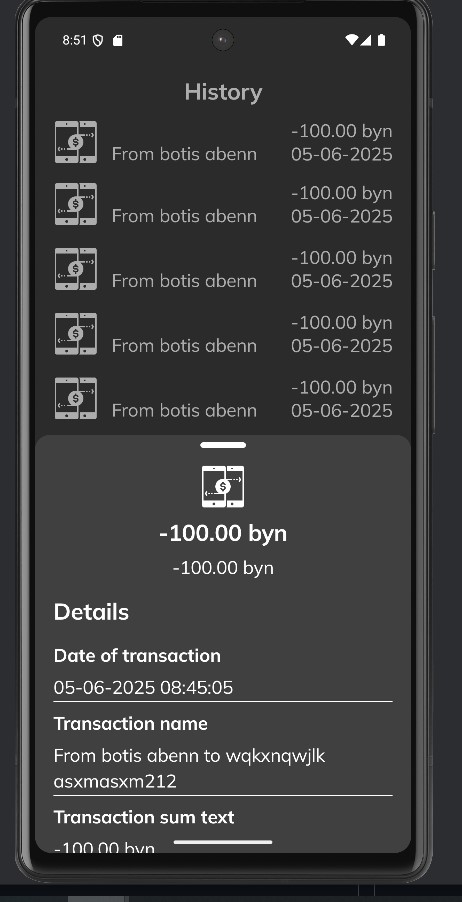 8:51
History
-100.00 byn
From botis abenn 05-06-2025
-100.00 byn
From botis abenn 05-06-2025
-100.00 byn
From botis abenn 05-06-2025
-100.00 byn
From botis abenn 05-06-2025
-100.00 byn
From botis abenn 05-06-2025
$
-100.00 byn
-100.00 byn
Details
Date of transaction
05-06-2025 08:45:05
Transaction name
From botis abenn to wqkxnqwjlk
asxmasxm212
Transaction sum text
-100.00 byn